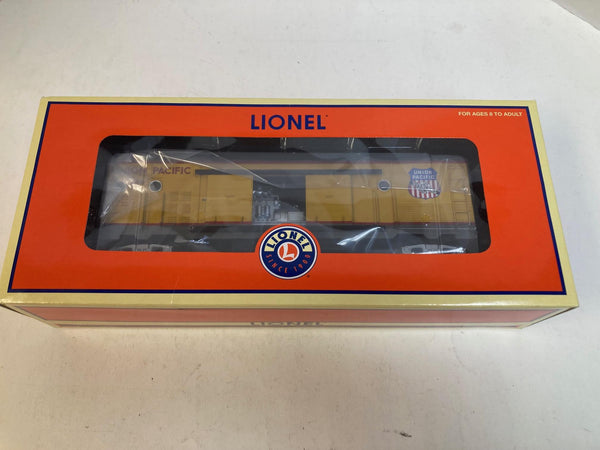 LIONEL
FOR AGES 8 TO ADULT
PACIFIC
UNION
PACIFIC
LIONEL
L
SINCE 1900
LIONEL